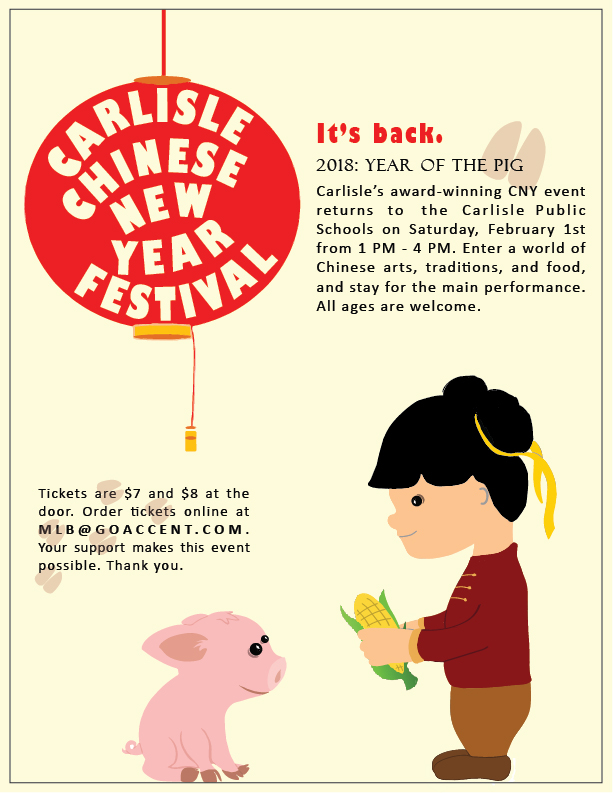 CARLISLE
CHINESE
NEW
YEAR
FESTIVAL
It's back.
2018: YEAR OF THE PIG
Carlisle's award-winning CNY event
returns to the Carlisle Public
Schools on Saturday, February 1st
from 1 PM - 4 PM. Enter a world of
Chinese arts, traditions, and food,
and stay for the main performance.
All ages are welcome.
Tickets are $7 and $8 at the
door. Order tickets online at
MLB@GOACCENT.COM.
Your support makes this event
possible. Thank you.